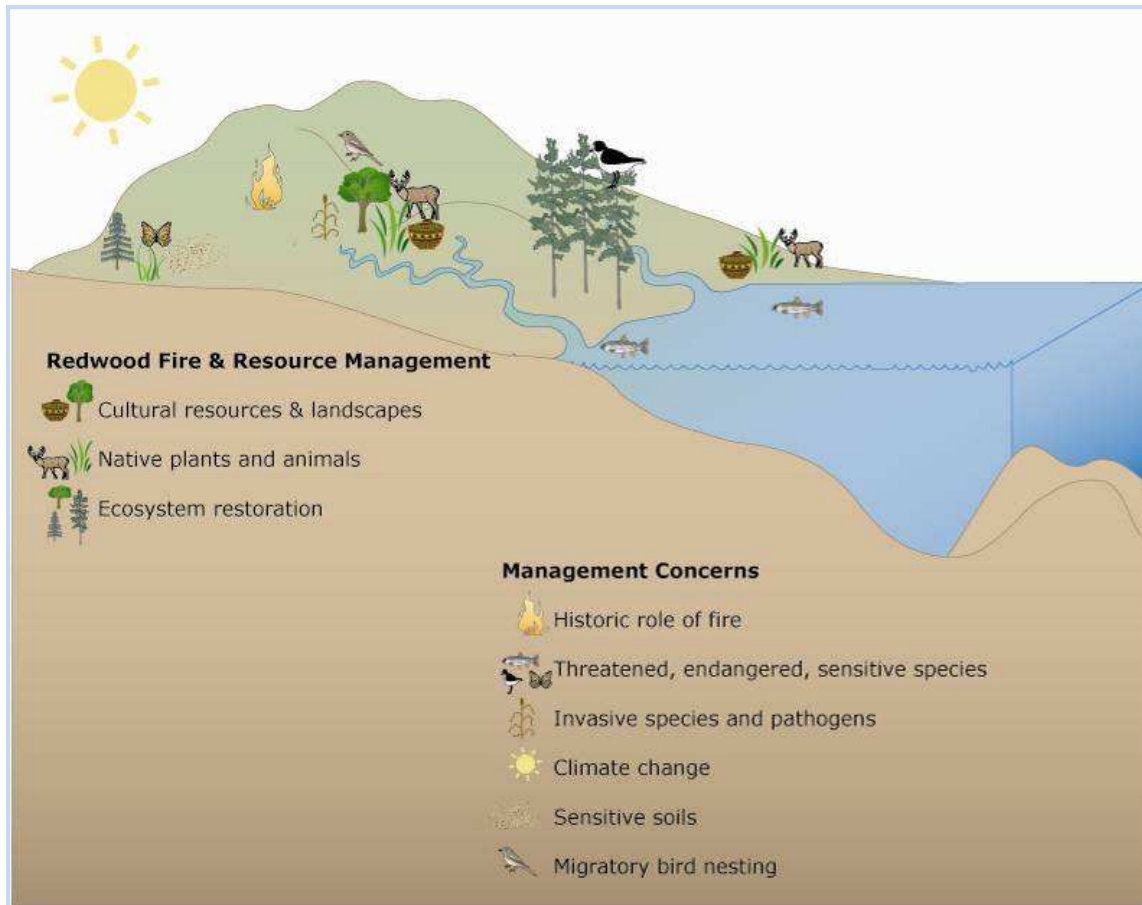 Redwood Fire & Resource Management
Cultural resources & landscapes
Native plants and animals
Ecosystem restoration
Management Concerns
Historic role of fire
Threatened, endangered, sensitive species
Invasive species and pathogens
Climate change
Sensitive soils
Migratory bird nesting